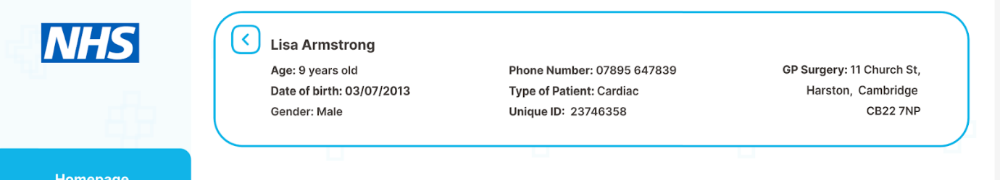 NHS
Lisa Armstrong
Age: 9 years old
Date of birth: 03/07/2013
Gender: Male
Phone Number: 07895 647839
Type of Patient: Cardiac
Unique ID: 23746358
GP Surgery: 11 Church St,
Harston, Cambridge
CB22 7NP
Homepage